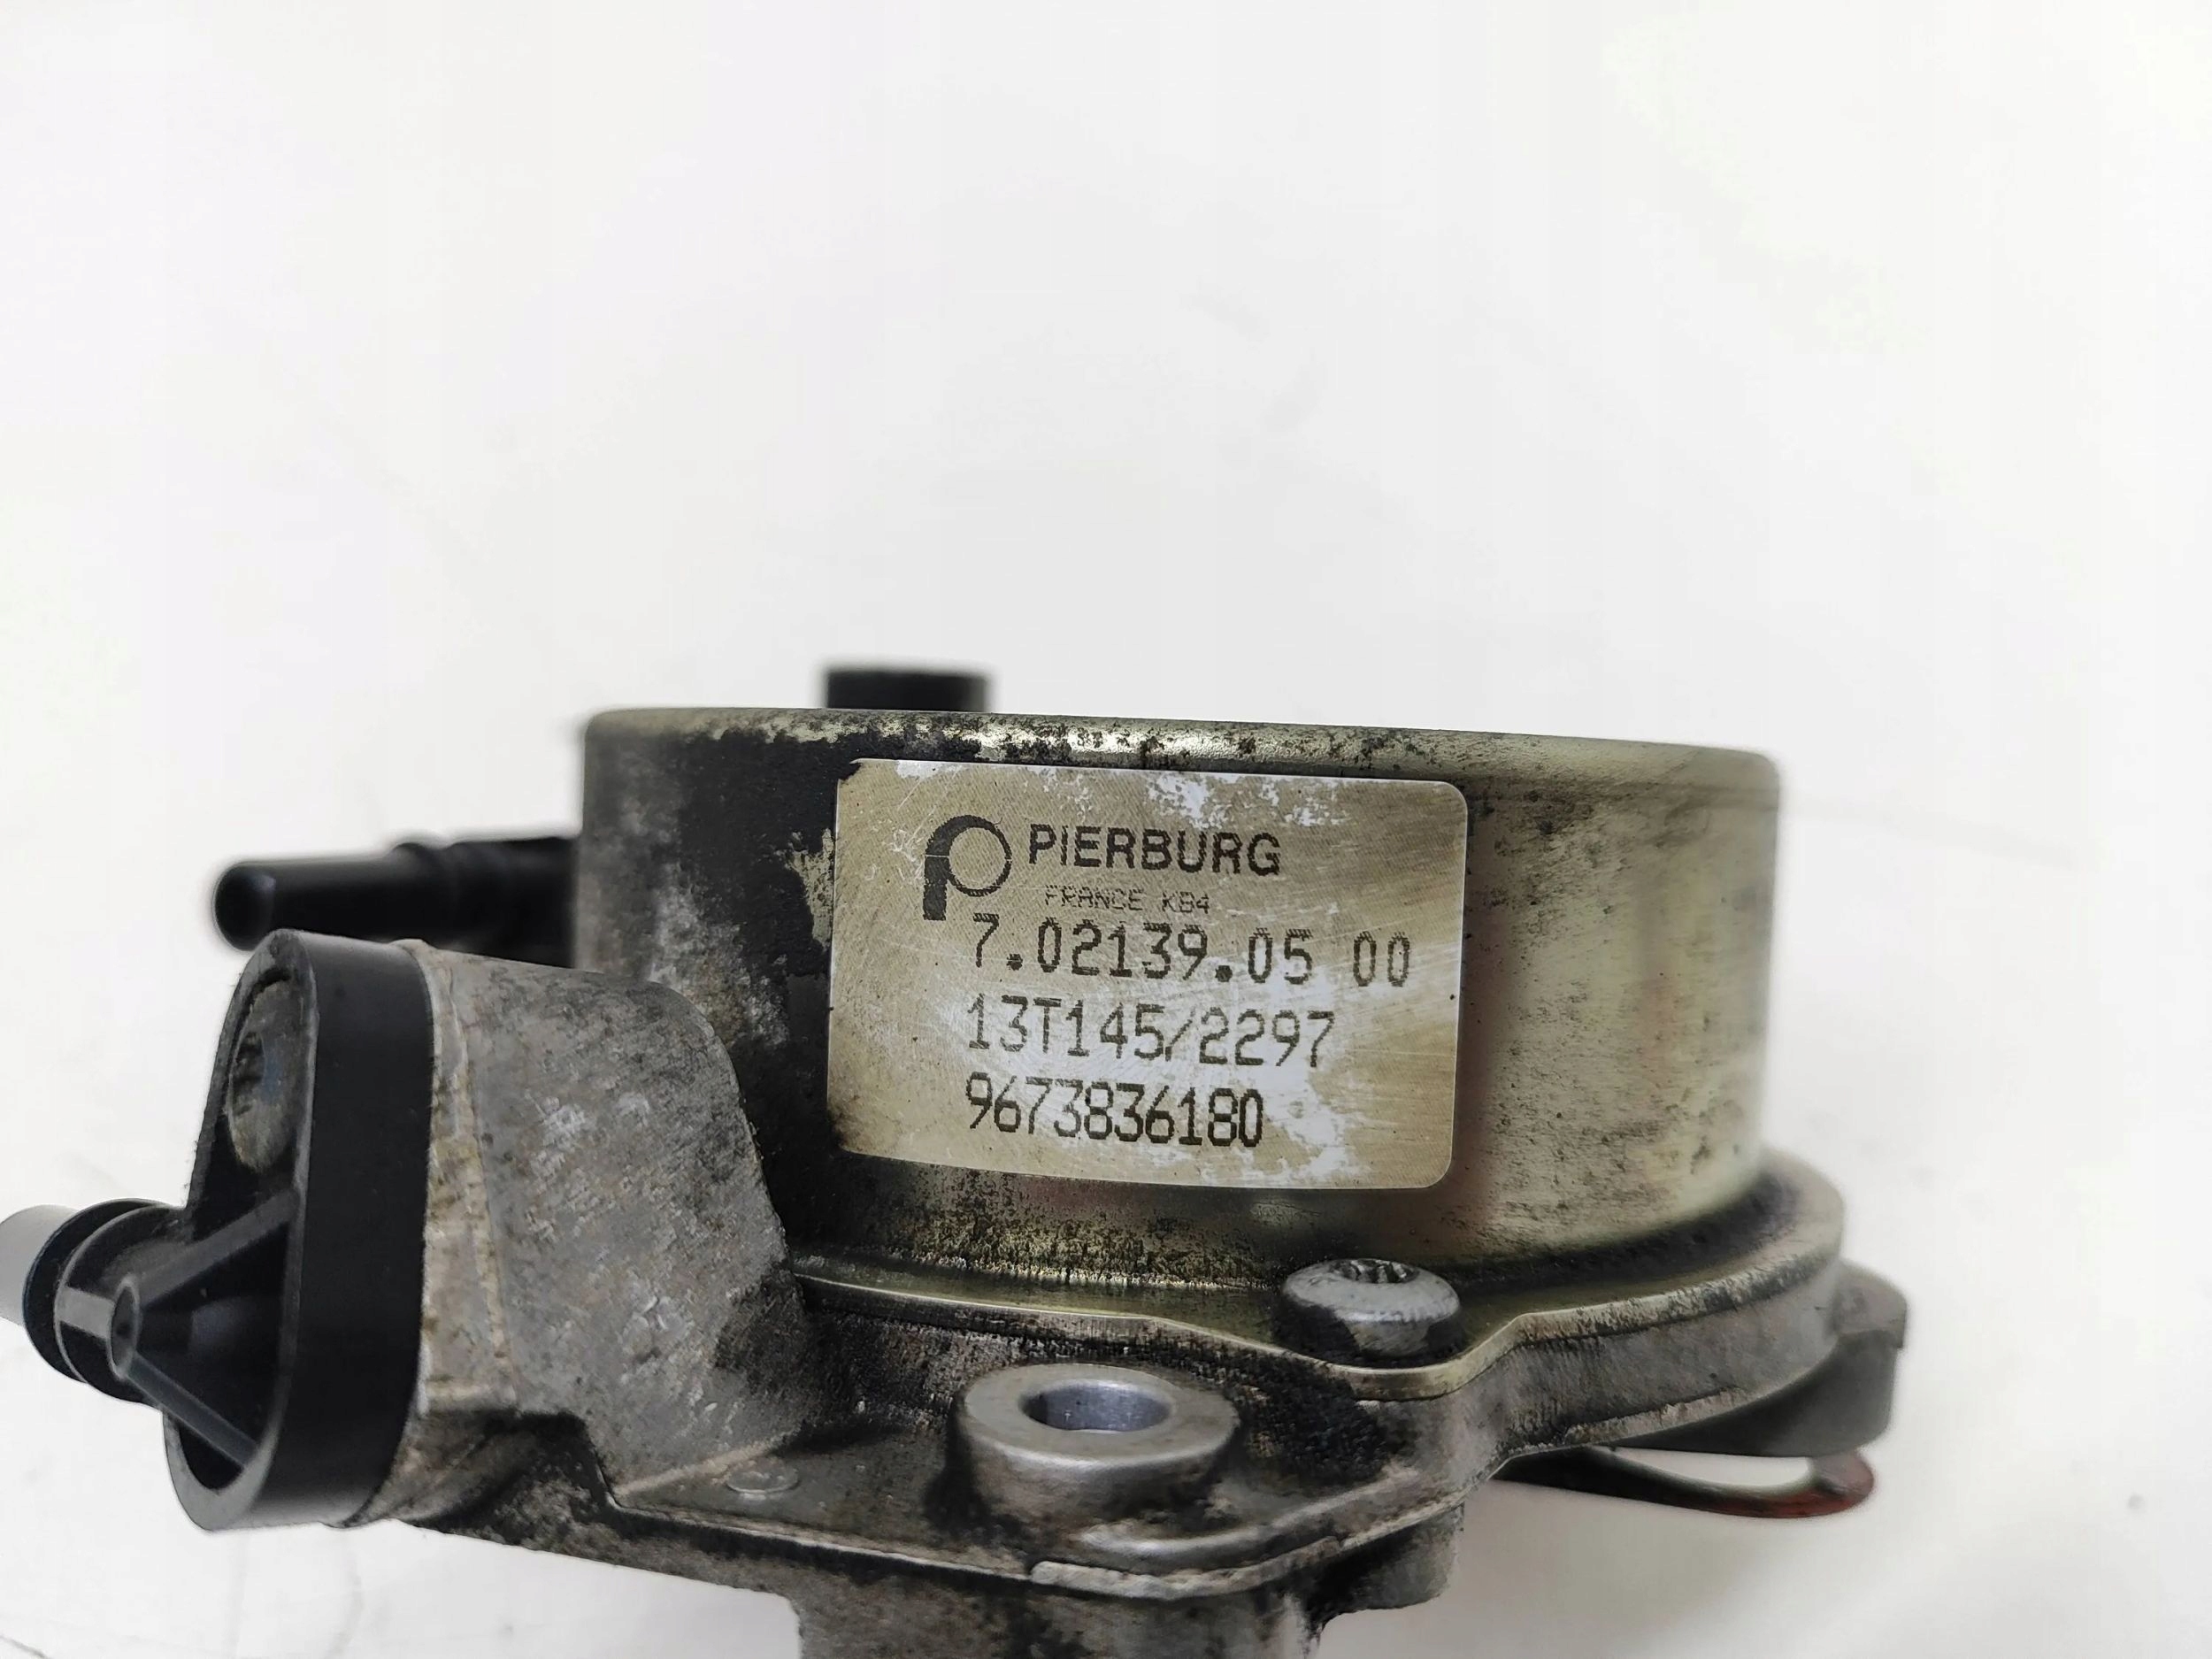 PIERBURG
FRANCE KB4
7.02139.05 00
13T145/2297
9673836180